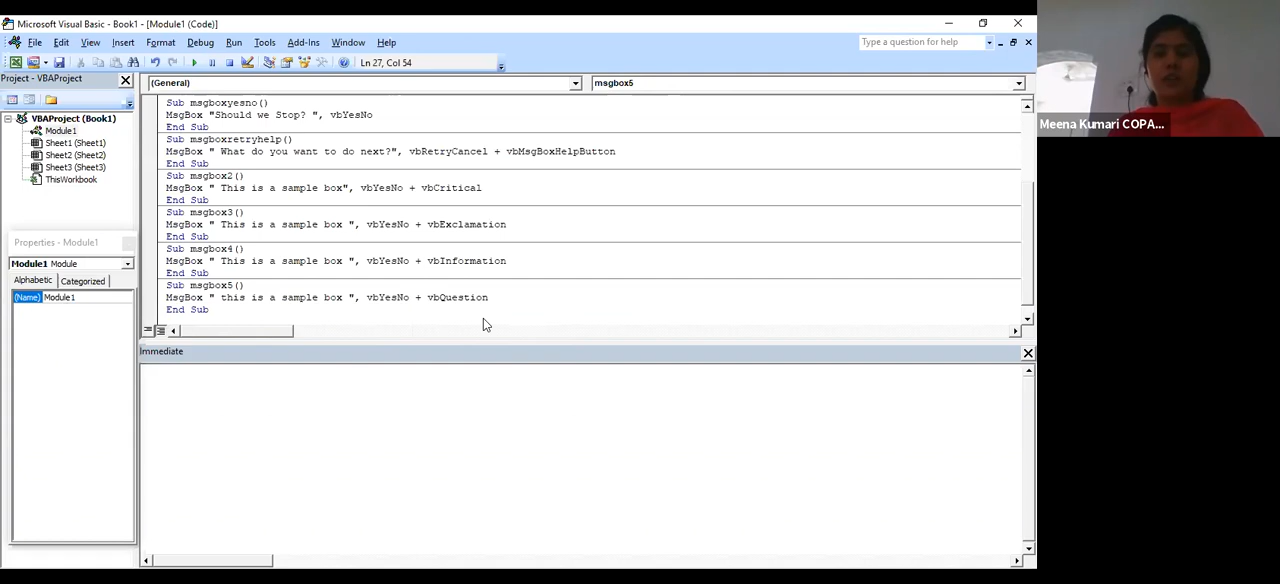 Microsoft Visual Basic - Book1 - [Module1 (Code)]
File Edit View Insert Format Debug Run Tools Add-Ins Window Help
Type a question for help
Ln 27, Col 54
Project - VBAProject
(General)
msgbox5
VBAProject (Book1)
Module1
Sheet1 (Sheet1)
Sheet2 (Sheet2)
Sheet3 (Sheet3)
ThisWorkbook
Properties - Module1
Module1 Module
Alphabetic Categorized
(Name) Module1
Sub msgboxyesno()
MsgBox "Should we Stop? ", vbYesNo
End Sub
Sub msgboxretryhelp()
MsgBox " What do you want to do next?", vbRetryCancel + vbMsgBoxHelpButton
End Sub
Sub msgbox2()
MsgBox " This is a sample box", vbYesNo + vbCritical
End Sub
Sub msgbox3()
MsgBox " This is a sample box ", vbYesNo + vbExclamation
End Sub
Sub msgbox4()
MsgBox " This is a sample box ", vbYesNo + vbInformation
End Sub
Sub msgbox5()
MsgBox " this is a sample box ", vbYesNo + vbQuestion
End Sub
Immediate
Meena Kumari COPA...